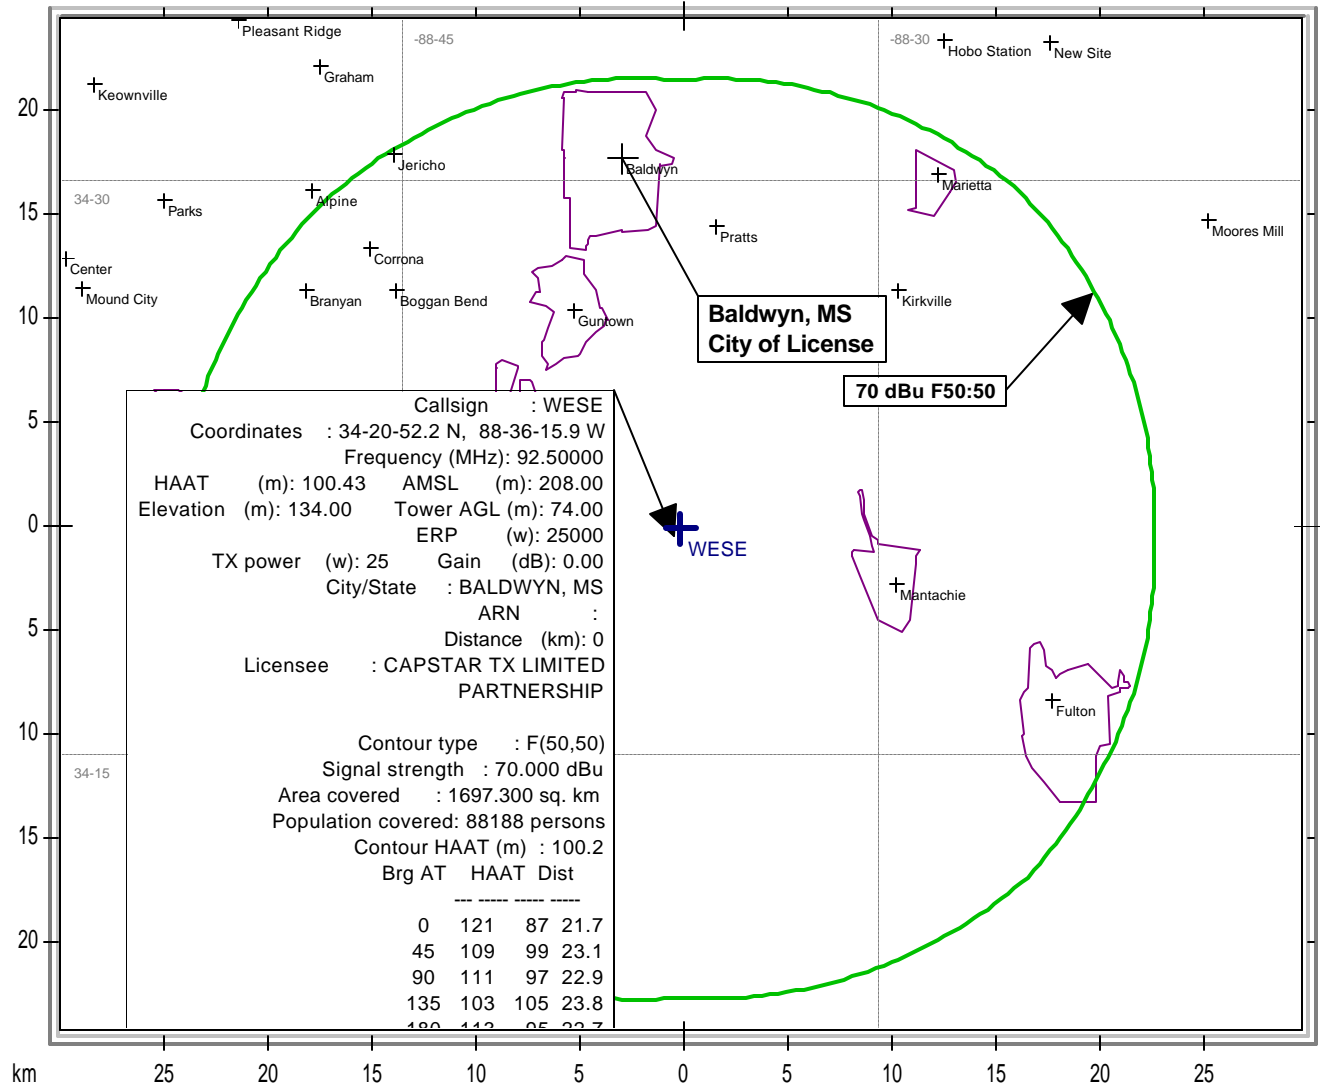 Pleasant Ridge
-88-45
-88-30
Hobo Station
New Site
Graham
Keownville
20
Jericho
Baldwyn
Marietta
34-30
Alpine
Parks
15
Pratts
Moores Mill
Corrona
Center
Mound City
Branyan
Boggan Bend
Kirkville
10
Guntown
Baldwyn, MS
City of License
70 dBu F50:50
5
Callsign : WESE
Coordinates : 34-20-52.2 N, 88-36-15.9 W
Frequency (MHz): 92.50000
HAAT (m): 100.43 AMSL (m): 208.00
Elevation (m): 134.00 Tower AGL (m): 74.00
0
ERP (w): 25000
WESE
TX power (w): 25 Gain (dB): 0.00
City/State : BALDWYN, MS
Mantachie
ARN :
5
Distance (km): 0
Licensee : CAPSTAR TX LIMITED
PARTNERSHIP
Fulton
10
Contour type : F(50,50)
34-15
Signal strength : 70.000 dBu
Area covered : 1697.300 sq. km
Population covered: 88188 persons
15
Contour HAAT (m) : 100.2
Brg AT HAAT Dist
--- ----- ----- -----
0 121 87 21.7
20
45 109 99 23.1
90 111 97 22.9
135 103 105 23.8
180 113 95 22.7
km 25 20 15 10 5 0 5 10 15 20 25